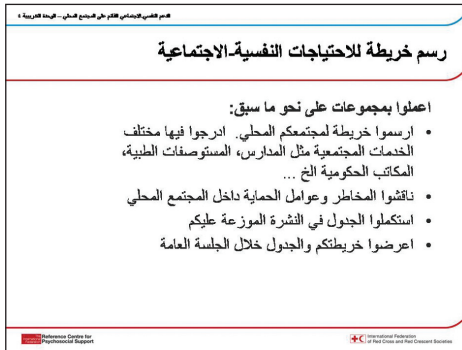 الدعم النفسي الاجتماعي القائم على المجتمع المحلي – الوحدة التدريبية ٤
رسم خريطة للاحتياجات النفسية-الاجتماعية
اعملوا بمجموعات على نحو ما سبق:
• ارسموا خريطة لمجتمعكم المحلي. ادرجوا فيها مختلف
الخدمات المجتمعية مثل المدارس، المستوصفات الطبية،
المكاتب الحكومية الخ ...
• ناقشوا المخاطر وعوامل الحماية داخل المجتمع المحلي
• استكملوا الجدول في النشرة الموزعة عليكم
• اعرضوا خريطتكم والجدول خلال الجلسة العامة
Reference Centre for
Psychosocial Support
International Federation
of Red Cross and Red Crescent Societies